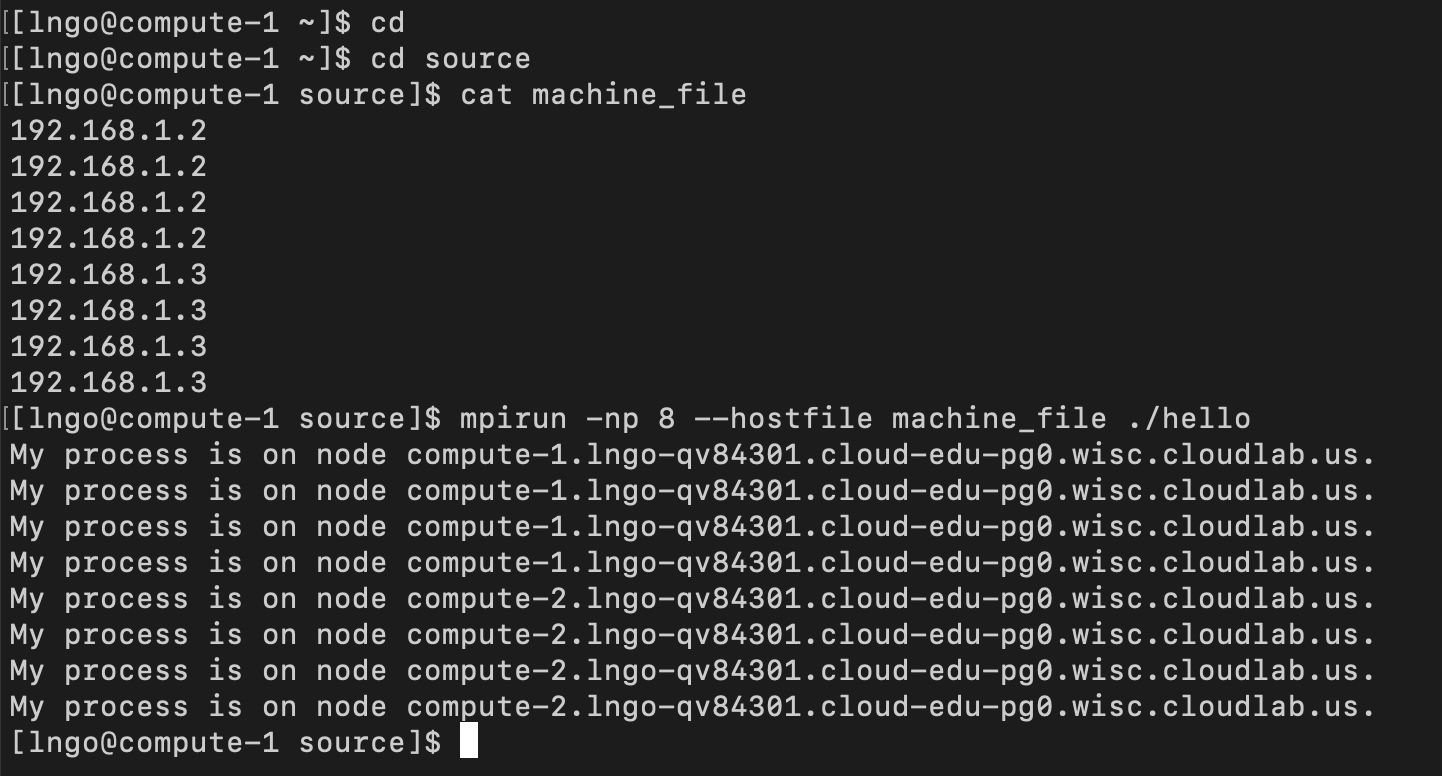 [[lngo@compute-1 ~]$ cd
[[lngo@compute-1 ~]$ cd source
[[lngo@compute-1 source]$ cat machine_file
192.168.1.2
192.168.1.2
192.168.1.2
192.168.1.2
192.168.1.3
192.168.1.3
192.168.1.3
192.168.1.3
[[lngo@compute-1 source]$ mpirun -np 8 --hostfile machine_file ./hello
My process is on node compute-1.lngo-qv84301.cloud-edu-pg0.wisc.cloudlab.us.
My process is on node compute-1.lngo-qv84301.cloud-edu-pg0.wisc.cloudlab.us.
My process is on node compute-1.lngo-qv84301.cloud-edu-pg0.wisc.cloudlab.us.
My process is on node compute-1.lngo-qv84301.cloud-edu-pg0.wisc.cloudlab.us.
My process is on node compute-2.lngo-qv84301.cloud-edu-pg0.wisc.cloudlab.us.
My process is on node compute-2.lngo-qv84301.cloud-edu-pg0.wisc.cloudlab.us.
My process is on node compute-2.lngo-qv84301.cloud-edu-pg0.wisc.cloudlab.us.
My process is on node compute-2.lngo-qv84301.cloud-edu-pg0.wisc.cloudlab.us.
[lngo@compute-1 source]$